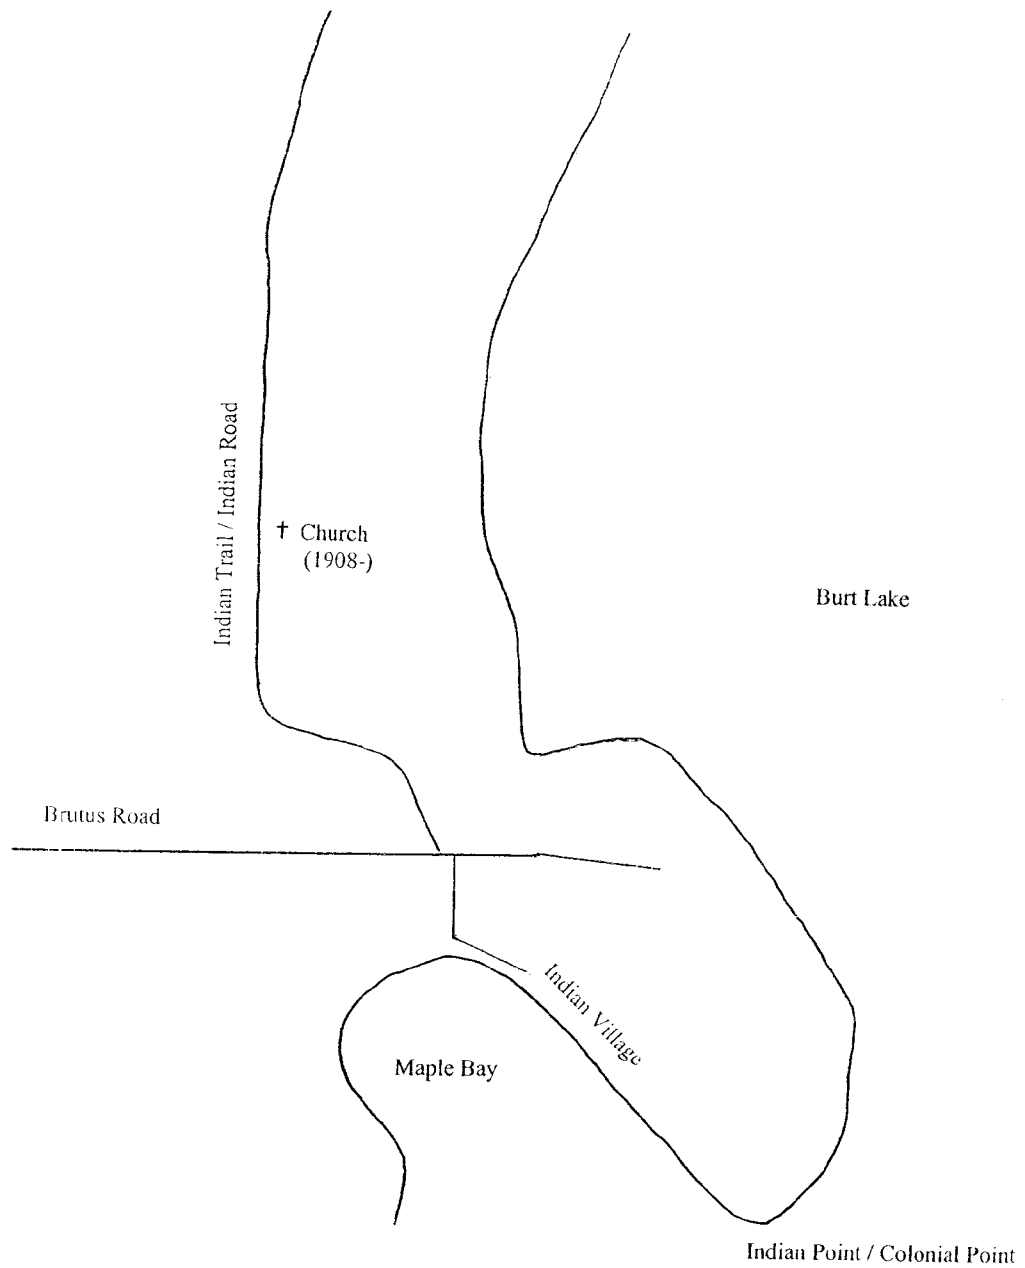 Indian Trail / Indian Road
† Church
(1908-)
Burt Lake
Brutus Road
Indian Village
Maple Bay
Indian Point / Colonial Point